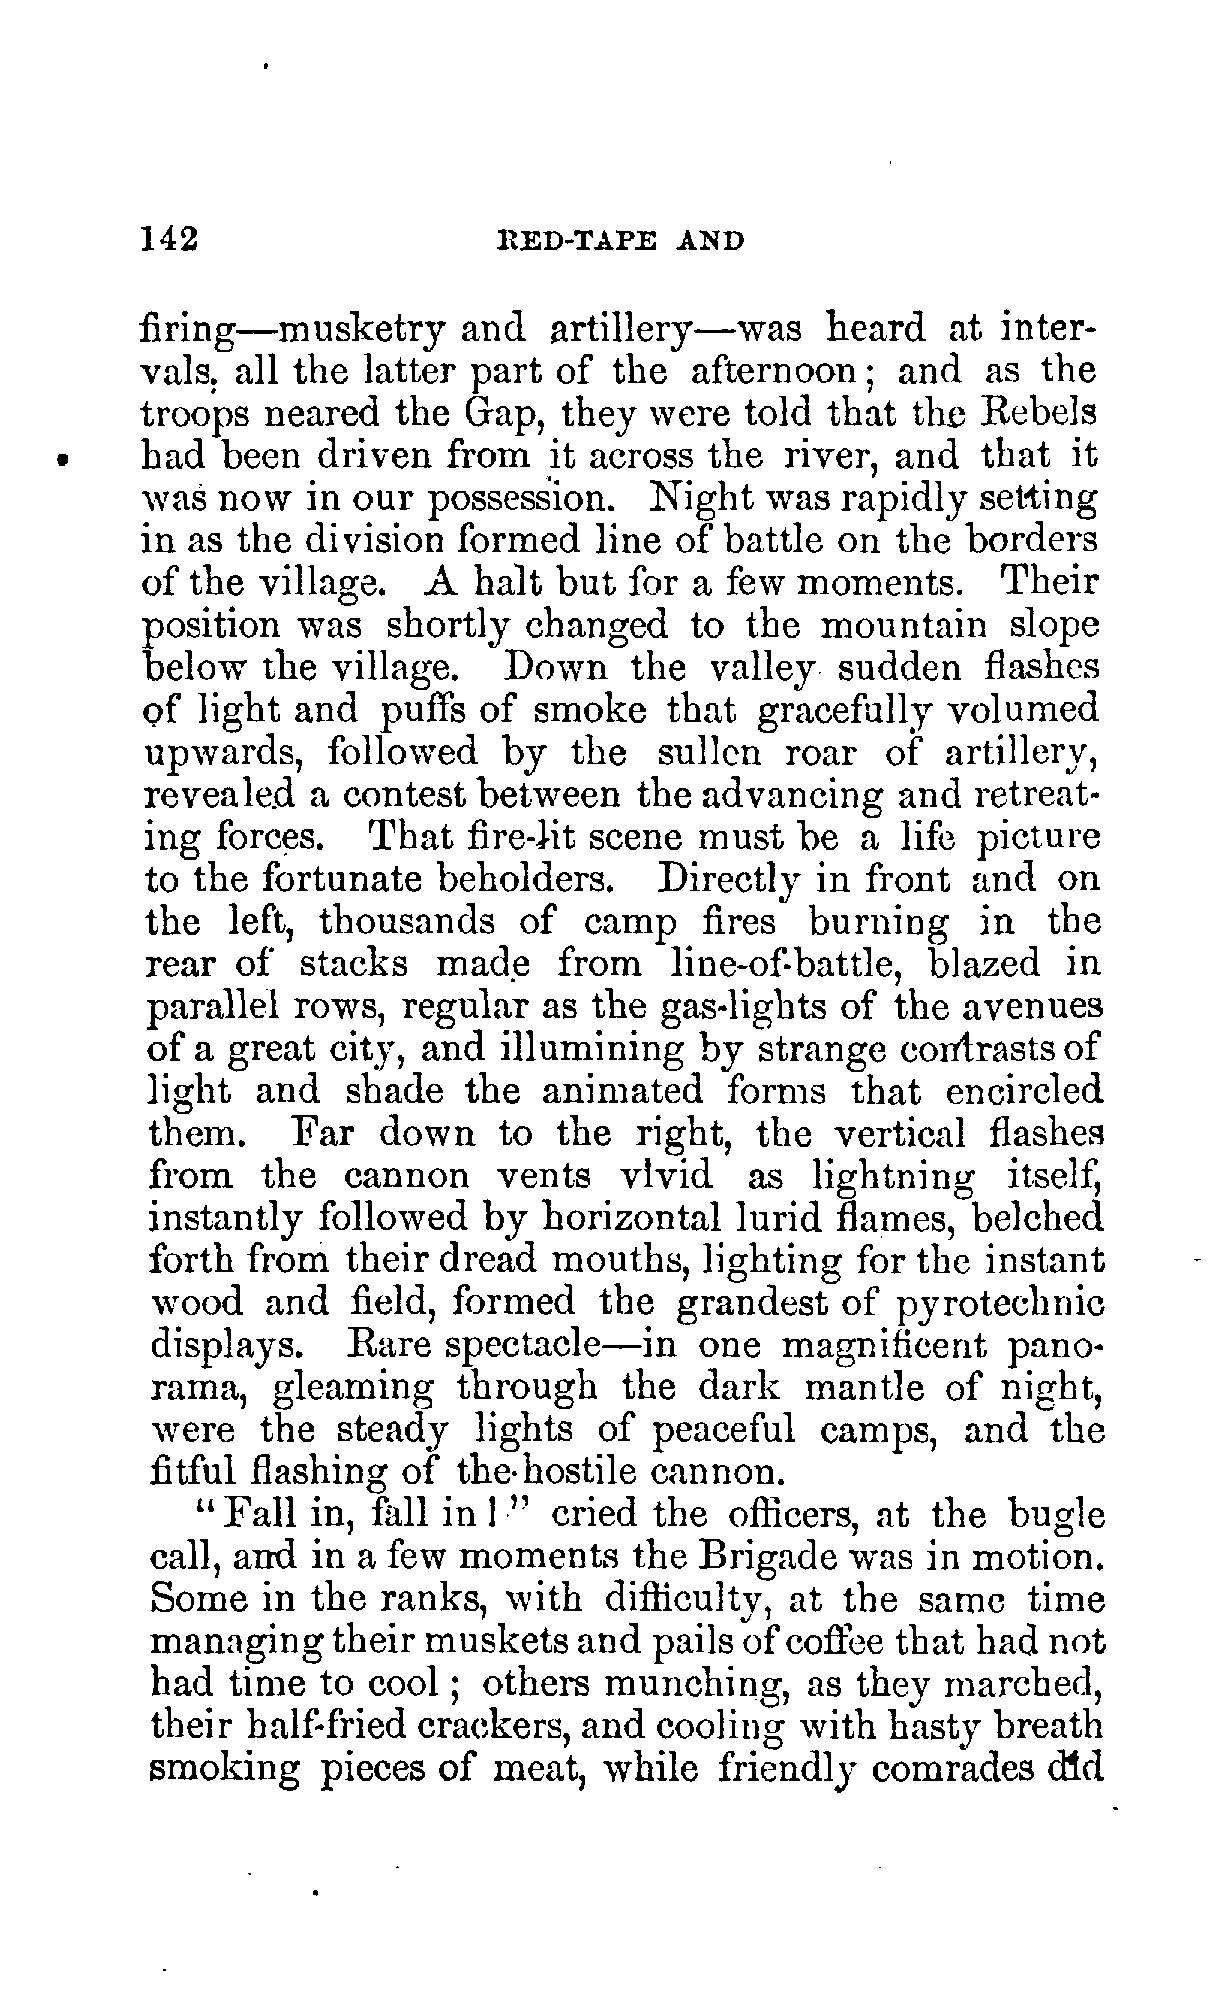 142 RED-TAPE AND
firing—musketry and artillery—was heard at inter-
vals, all the latter part of the afternoon; and as the
troops neared the Gap, they were told that the Rebels
had been driven from it across the river, and that it
was now in our possession. Night was rapidly setting
in as the division formed line of battle on the borders
of the village. A halt but for a few moments. Their
position was shortly changed to the mountain slope
below the village. Down the valley sudden flashes
of light and puffs of smoke that gracefully volumed
upwards, followed by the sullen roar of artillery,
revealed a contest between the advancing and retreat-
ing forces. That fire-lit scene must be a life picture
to the fortunate beholders. Directly in front and on
the left, thousands of camp fires burning in the
rear of stacks made from line-of-battle, blazed in
parallel rows, regular as the gas-lights of the avenues
of a great city, and illumining by strange contrasts of
light and shade the animated forms that encircled
them. Far down to the right, the vertical flashes
from the cannon vents vivid as lightning itself,
instantly followed by horizontal lurid flames, belched
forth from their dread mouths, lighting for the instant
wood and field, formed the grandest of pyrotechnic
displays. Rare spectacle—in one magnificent pano-
rama, gleaming through the dark mantle of night,
were the steady lights of peaceful camps, and the
fitful flashing of the hostile cannon.
"Fall in, fall in!" cried the officers, at the bugle
call, and in a few moments the Brigade was in motion.
Some in the ranks, with difficulty, at the same time
managing their muskets and pails of coffee that had not
had time to cool; others munching, as they marched,
their half-fried crackers, and cooling with hasty breath
smoking pieces of meat, while friendly comrades did